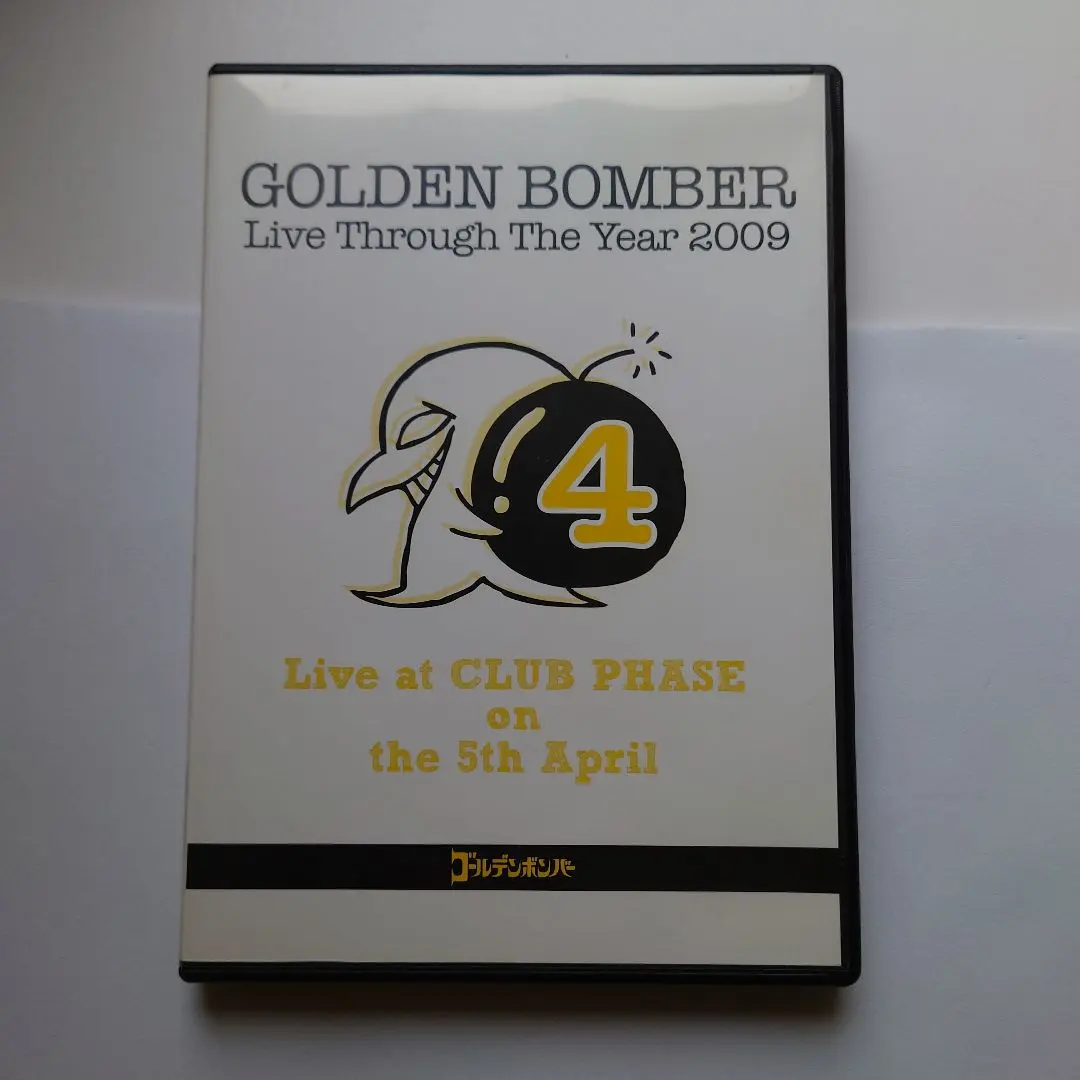 GOLDEN BOMBER
Live Through The Year 2009
4
Live at CLUB PHASE
on
the 5th April
ゴールデンボンバー